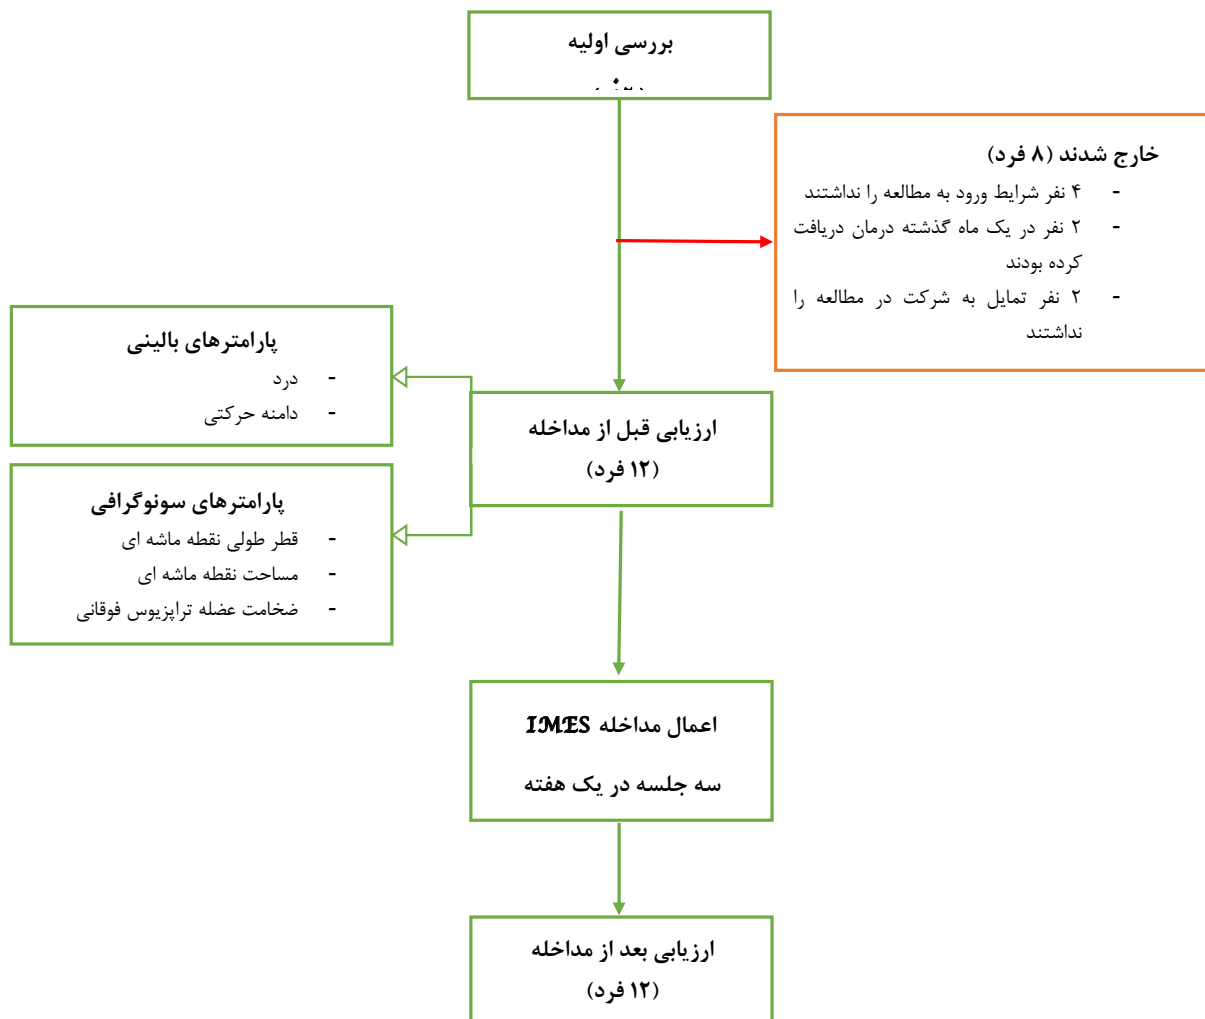 بررسی اولیه
خارج شدند (۸ فرد)
- ۴ نفر شرایط ورود به مطالعه را نداشتند
- ۲ نفر در یک ماه گذشته درمان دریافت
کرده بودند
- ۲ نفر تمایل به شرکت در مطالعه را
نداشتند
پارامترهای بالینی
- درد
- دامنه حرکتی
ارزیابی قبل از مداخله
(۱۲ فرد)
پارامترهای سونوگرافی
- قطر طولی نقطه ماشه ای
- مساحت نقطه ماشه ای
- ضخامت عضله تراپزیوس فوقانی
اعمال مداخله IMES
سه جلسه در یک هفته
ارزیابی بعد از مداخله
(۱۲ فرد)